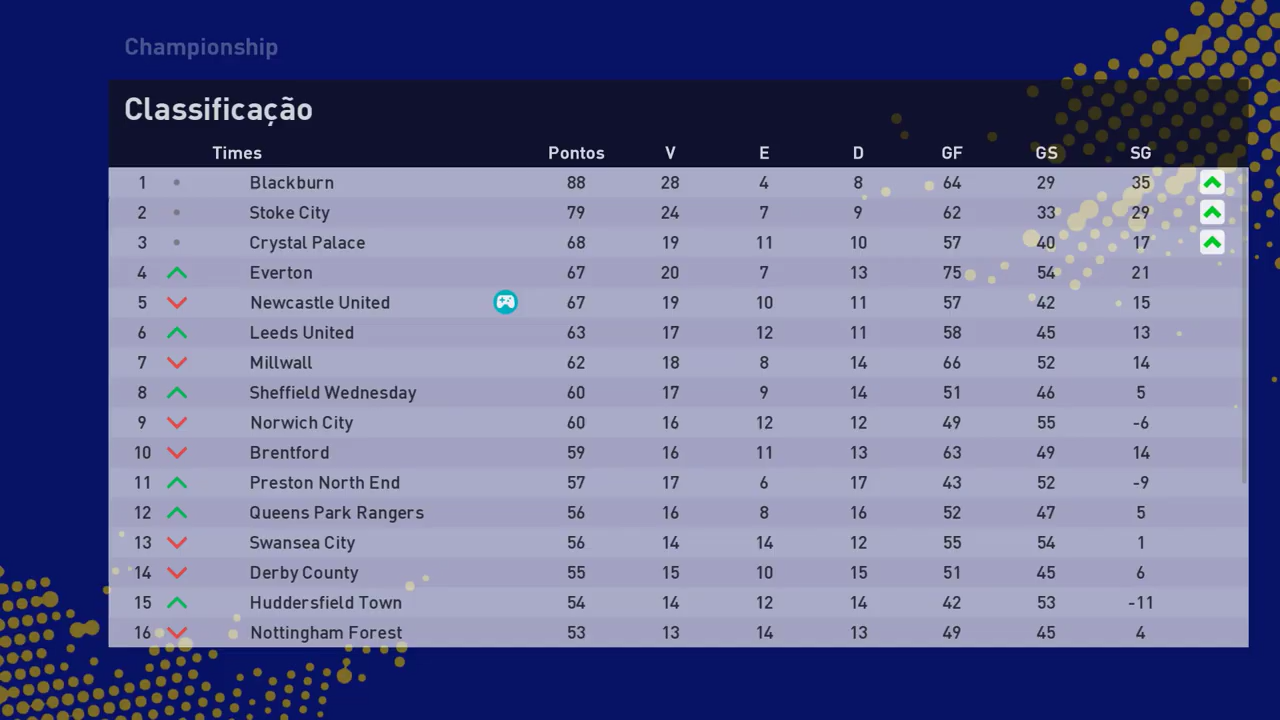 Championship
Classificação
Times Pontos V E D GF GS SG
1 Blackburn 88 28 4 8 64 29 35
2 Stoke City 79 24 7 9 62 33 29
3 Crystal Palace 68 19 11 10 57 40 17
4 Everton 67 20 7 13 75 54 21
5 Newcastle United 67 19 10 11 57 42 15
6 Leeds United 63 17 12 11 58 45 13
7 Millwall 62 18 8 14 66 52 14
8 Sheffield Wednesday 60 17 9 14 51 46 5
9 Norwich City 60 16 12 12 49 55 -6
10 Brentford 59 16 11 13 63 49 14
11 Preston North End 57 17 6 17 43 52 -9
12 Queens Park Rangers 56 16 8 16 52 47 5
13 Swansea City 56 14 14 12 55 54 1
14 Derby County 55 15 10 15 51 45 6
15 Huddersfield Town 54 14 12 14 42 53 -11
16 Nottingham Forest 53 13 14 13 49 45 4